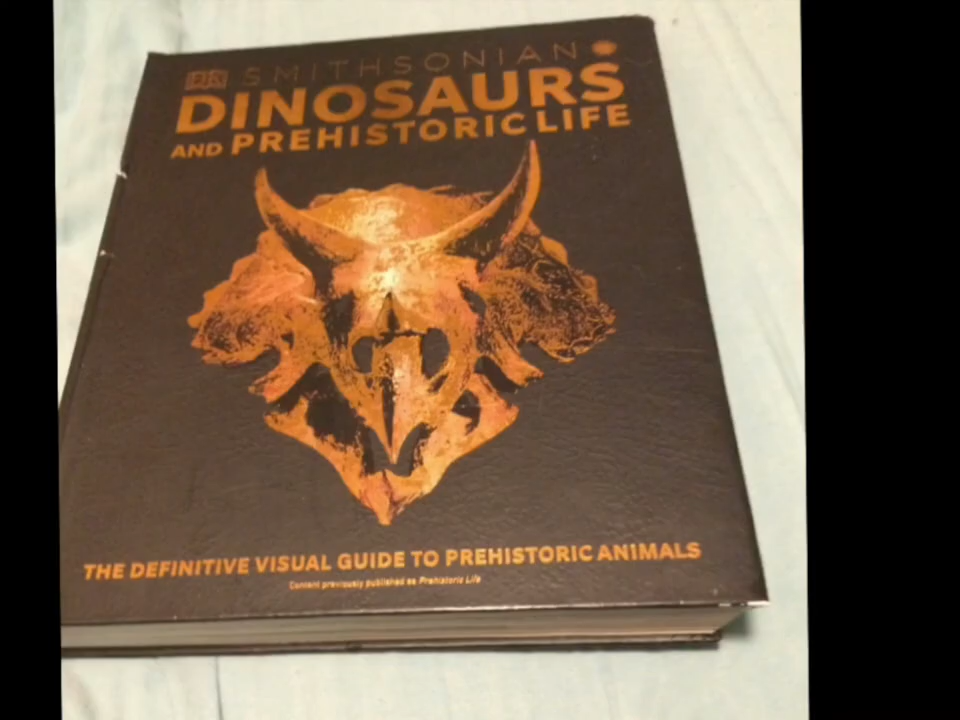 DK SMITHSONIAN
DINOSAURS
AND PREHISTORIC LIFE
THE DEFINITIVE VISUAL GUIDE TO PREHISTORIC ANIMALS
Content previously published as Prehistoric Life